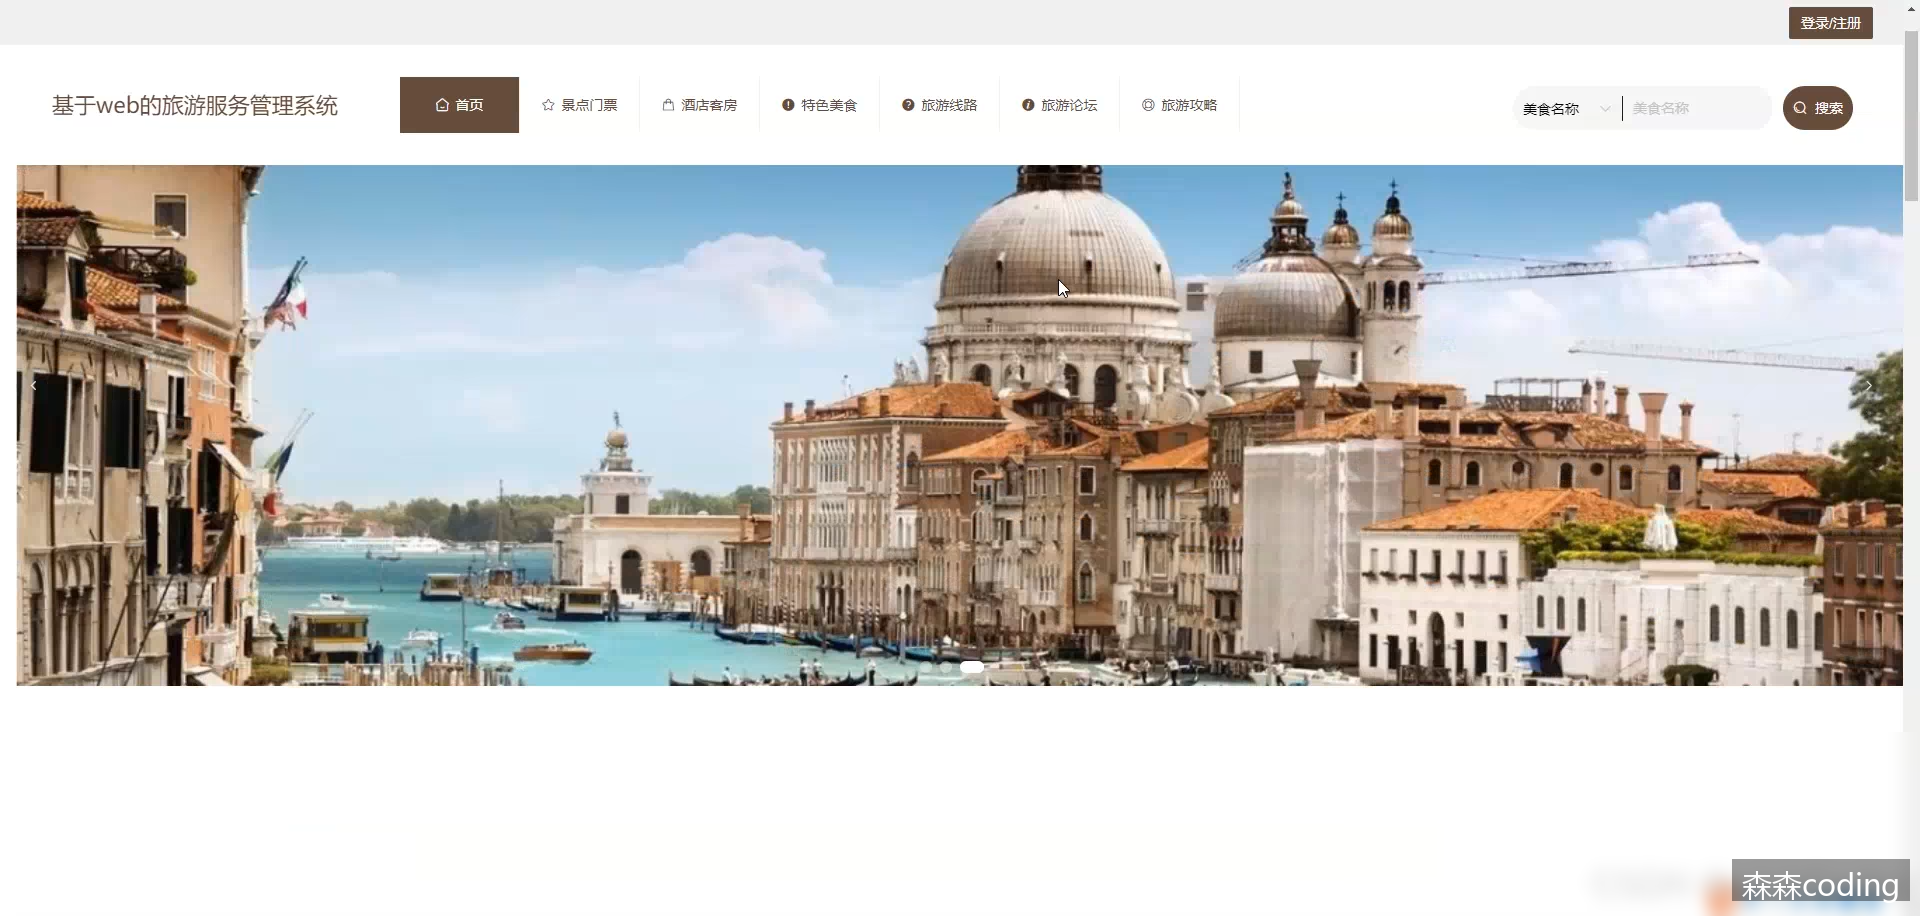 登录/注册
基于web的旅游服务管理系统
首页
景点门票
酒店客房
特色美食
旅游线路
旅游论坛
旅游攻略
美食名称
美食名称
搜索
森森coding